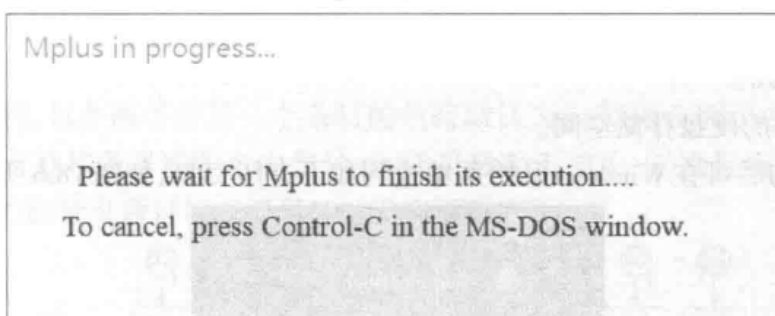 Mplus in progress...
Please wait for Mplus to finish its execution....
To cancel, press Control-C in the MS-DOS window.